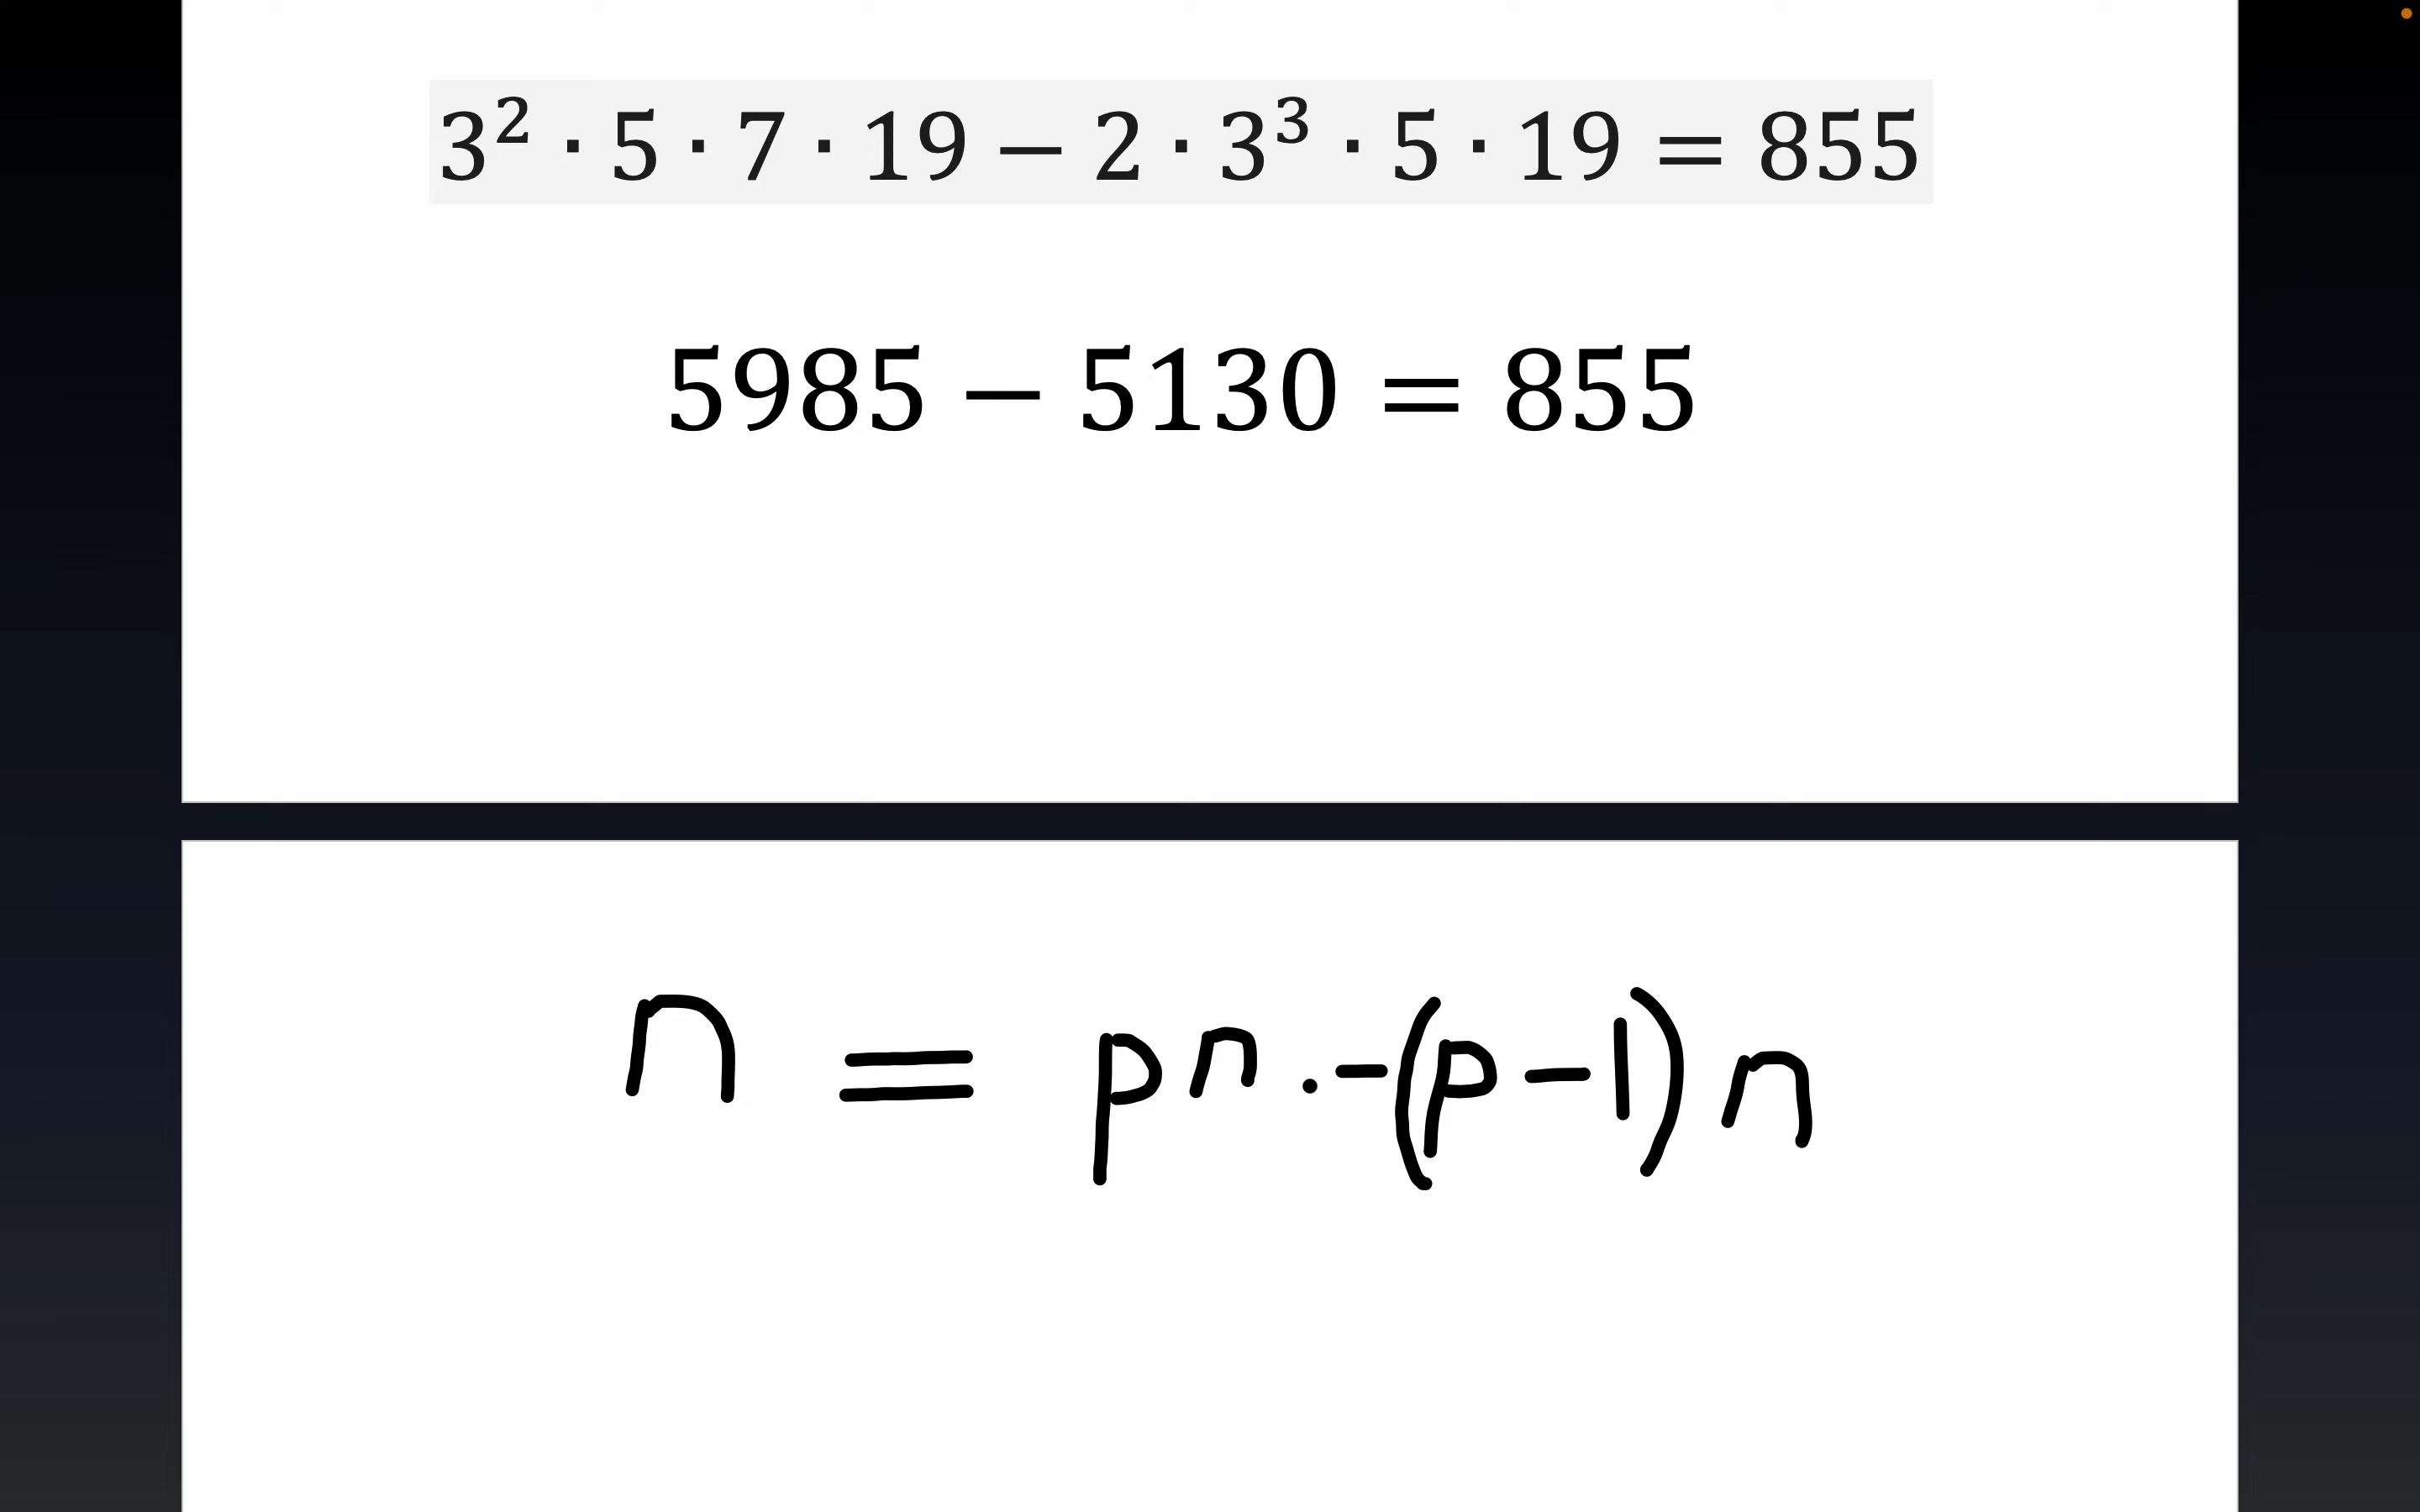 3² · 5 · 7 · 19 − 2 · 3³ · 5 · 19 = 855
5985 − 5130 = 855
n = pn . - (p - 1) n